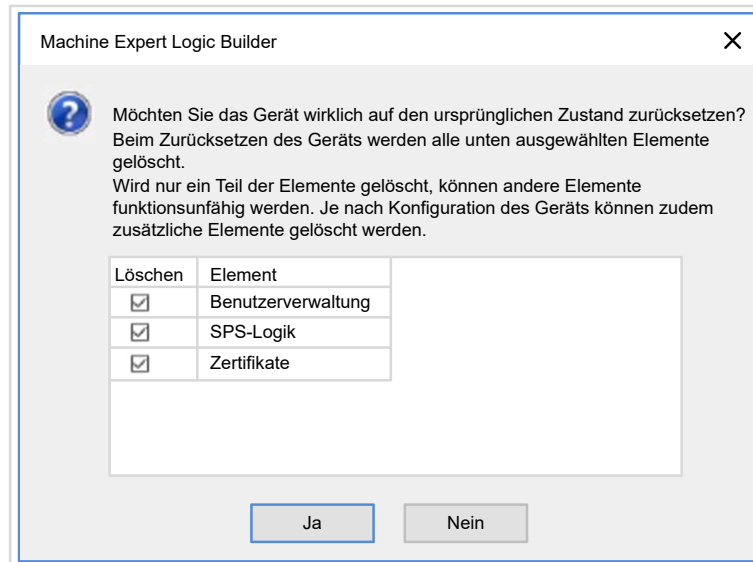 Machine Expert Logic Builder
Möchten Sie das Gerät wirklich auf den ursprünglichen Zustand zurücksetzen?
Beim Zurücksetzen des Geräts werden alle unten ausgewählten Elemente
gelöscht.
Wird nur ein Teil der Elemente gelöscht, können andere Elemente
funktionsunfähig werden. Je nach Konfiguration des Geräts können zudem
zusätzliche Elemente gelöscht werden.
Löschen Element
Benutzerverwaltung
SPS-Logik
Zertifikate
Ja Nein